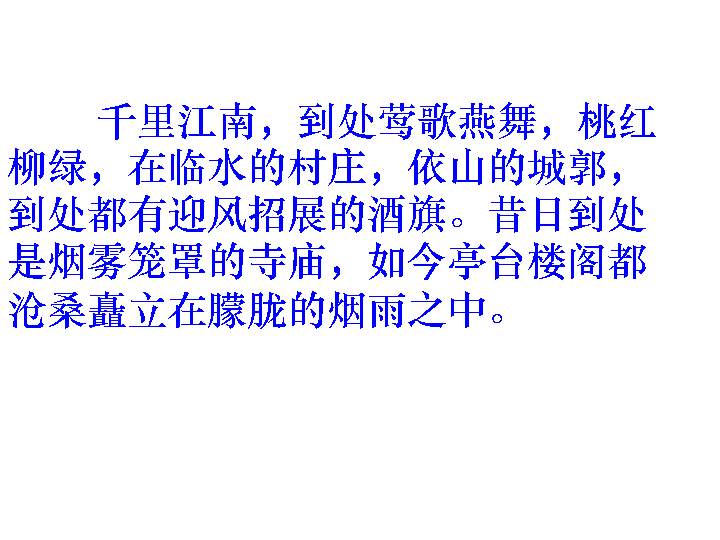 千里江南，到处莺歌燕舞，桃红
柳绿，在临水的村庄，依山的城郭，
到处都有迎风招展的酒旗。昔日到处
是烟雾笼罩的寺庙，如今亭台楼阁都
沧桑矗立在朦胧的烟雨之中。